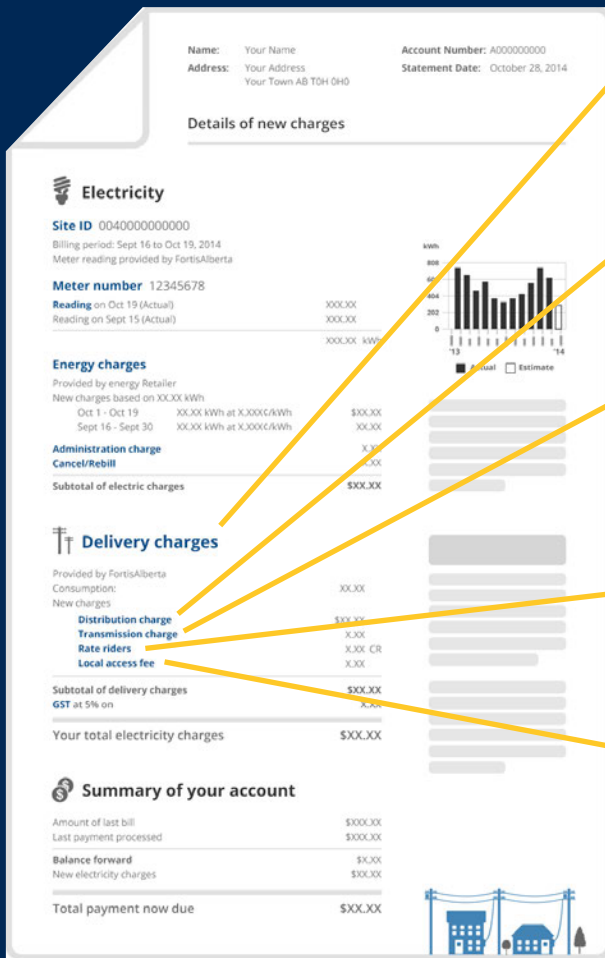 Name: Your Name Account Number: A000000000
Address: Your Address Statement Date: October 28, 2014
Your Town AB T0H 0H0
Details of new charges
Electricity
Site ID 0040000000000
Billing period: Sept 16 to Oct 19, 2014
Meter reading provided by FortisAlberta
Meter number 12345678
Reading on Oct 19 (Actual) XXX.XX
Reading on Sept 15 (Actual) XXX.XX
XXX.XX kWh
kWh
808
404
202
0
'13 '14
Actual Estimate
Energy charges
Provided by energy Retailer
New charges based on XX.XX kWh
Oct 1 - Oct 19 XX.XX kWh at X.XXX¢/kWh $XX.XX
Sept 16 - Sept 30 XX.XX kWh at X.XXX¢/kWh XX.XX
Administration charge
Cancel/Rebill
Subtotal of electric charges $XX.XX
Delivery charges
Provided by FortisAlberta
Consumption: XX.XX
New charges
Distribution charge $XX.XX
Transmission charge X.XX
Rate riders X.XX CR
Local access fee X.XX
Subtotal of delivery charges $XX.XX
GST at 5% on X.XX
Your total electricity charges $XX.XX
Summary of your account
Amount of last bill $XXX.XX
Last payment processed $XXX.XX
Balance forward $X.XX
New electricity charges $XX.XX
Total payment now due $XX.XX